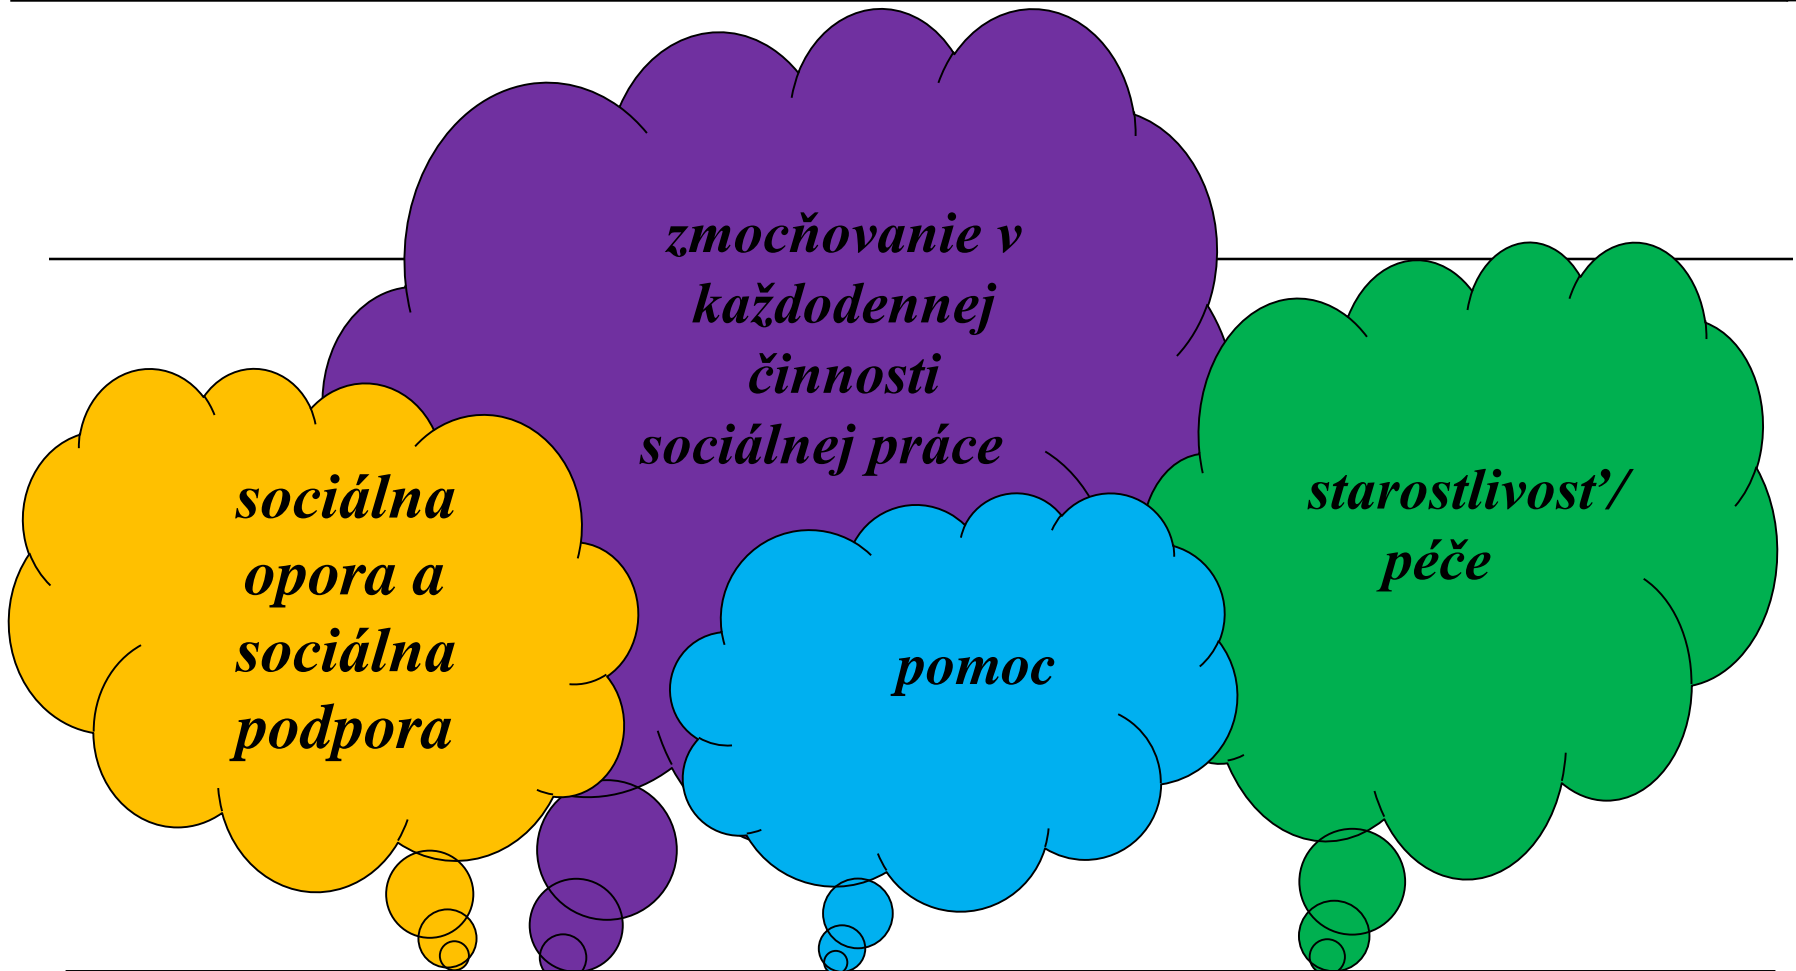 zmocňovanie v
každodennej
činnosti
sociálnej práce
sociálna
opora a
sociálna
podpora
pomoc
starostlivosť/
péče